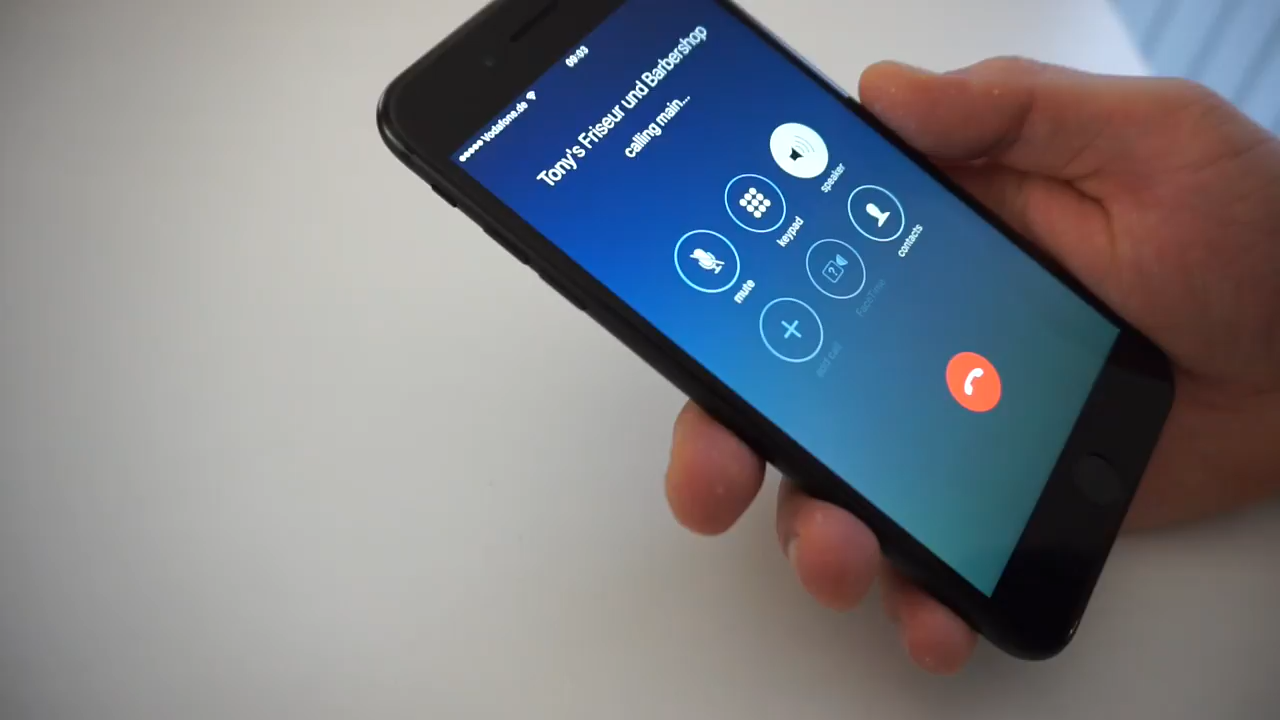 Vodafone.de
09:03
Tony's Friseur und Barbershop
calling main...
mute
keypad
speaker
add call
FaceTime
contacts